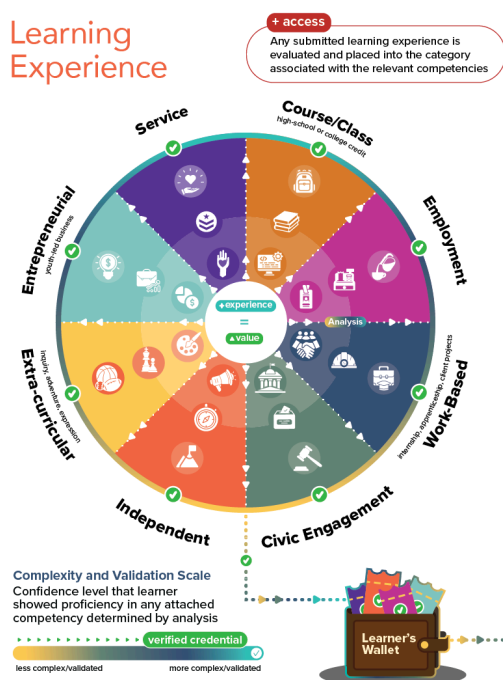 Learning
Experience
+ access
Any submitted learning experience is
evaluated and placed into the category
associated with the relevant competencies
Service
Course/Class
high-school or college credit
Entrepreneurial
youth-led business
Employment
+experience
=
▲value
Analysis
Extra-curricular
inquiry, adventure, expression
Work-Based
internship, apprenticeship, client projects
Independent
Civic Engagement
Complexity and Validation Scale
Confidence level that learner
showed proficiency in any attached
competency determined by analysis
verified credential
less complex/validated
more complex/validated
Learner's
Wallet